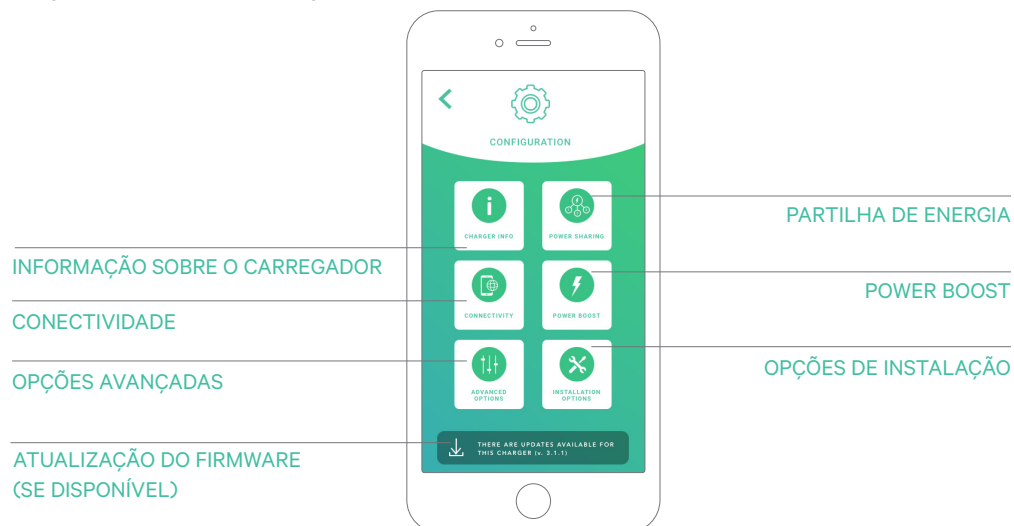 CONFIGURATION
CHARGER INFO
POWER SHARING
PARTILHA DE ENERGIA
INFORMAÇÃO SOBRE O CARREGADOR
CONNECTIVITY
POWER BOOST
POWER BOOST
CONECTIVIDADE
ADVANCED
OPTIONS
INSTALLATION
OPTIONS
OPÇÕES DE INSTALAÇÃO
OPÇÕES AVANÇADAS
THERE ARE UPDATES AVAILABLE FOR
THIS CHARGER (v. 3.1.1)
ATUALIZAÇÃO DO FIRMWARE
(SE DISPONÍVEL)